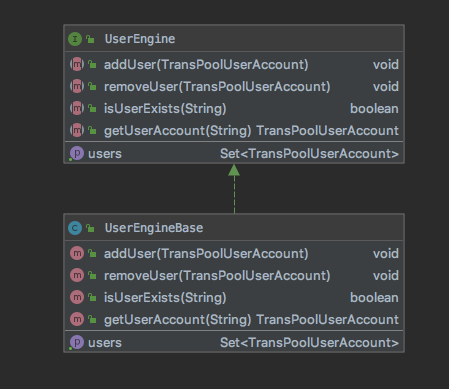 I UserEngine
m addUser(TransPoolUserAccount) void
m removeUser(TransPoolUserAccount) void
m isUserExists(String) boolean
m getUserAccount(String) TransPoolUserAccount
p users Set<TransPoolUserAccount>
C UserEngineBase
m addUser(TransPoolUserAccount) void
m removeUser(TransPoolUserAccount) void
m isUserExists(String) boolean
m getUserAccount(String) TransPoolUserAccount
p users Set<TransPoolUserAccount>